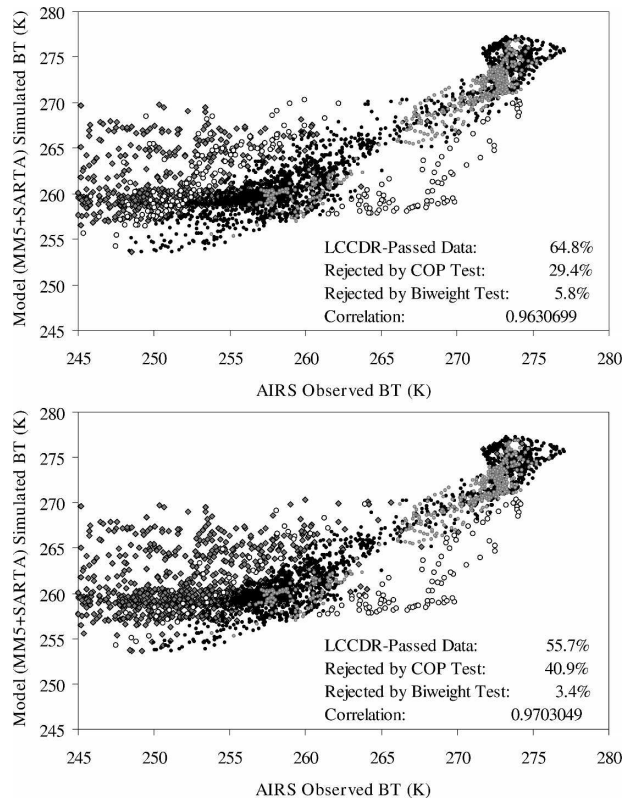 280
275
270
265
260
255
250
245
Model (MM5+SARTA) Simulated BT (K)
LCCDR-Passed Data: 64.8%
Rejected by COP Test: 29.4%
Rejected by Biweight Test: 5.8%
Correlation: 0.9630699
245 250 255 260 265 270 275 280
AIRS Observed BT (K)
280
275
270
265
260
255
250
245
Model (MM5+SARTA) Simulated BT (K)
LCCDR-Passed Data: 55.7%
Rejected by COP Test: 40.9%
Rejected by Biweight Test: 3.4%
Correlation: 0.9703049
245 250 255 260 265 270 275 280
AIRS Observed BT (K)